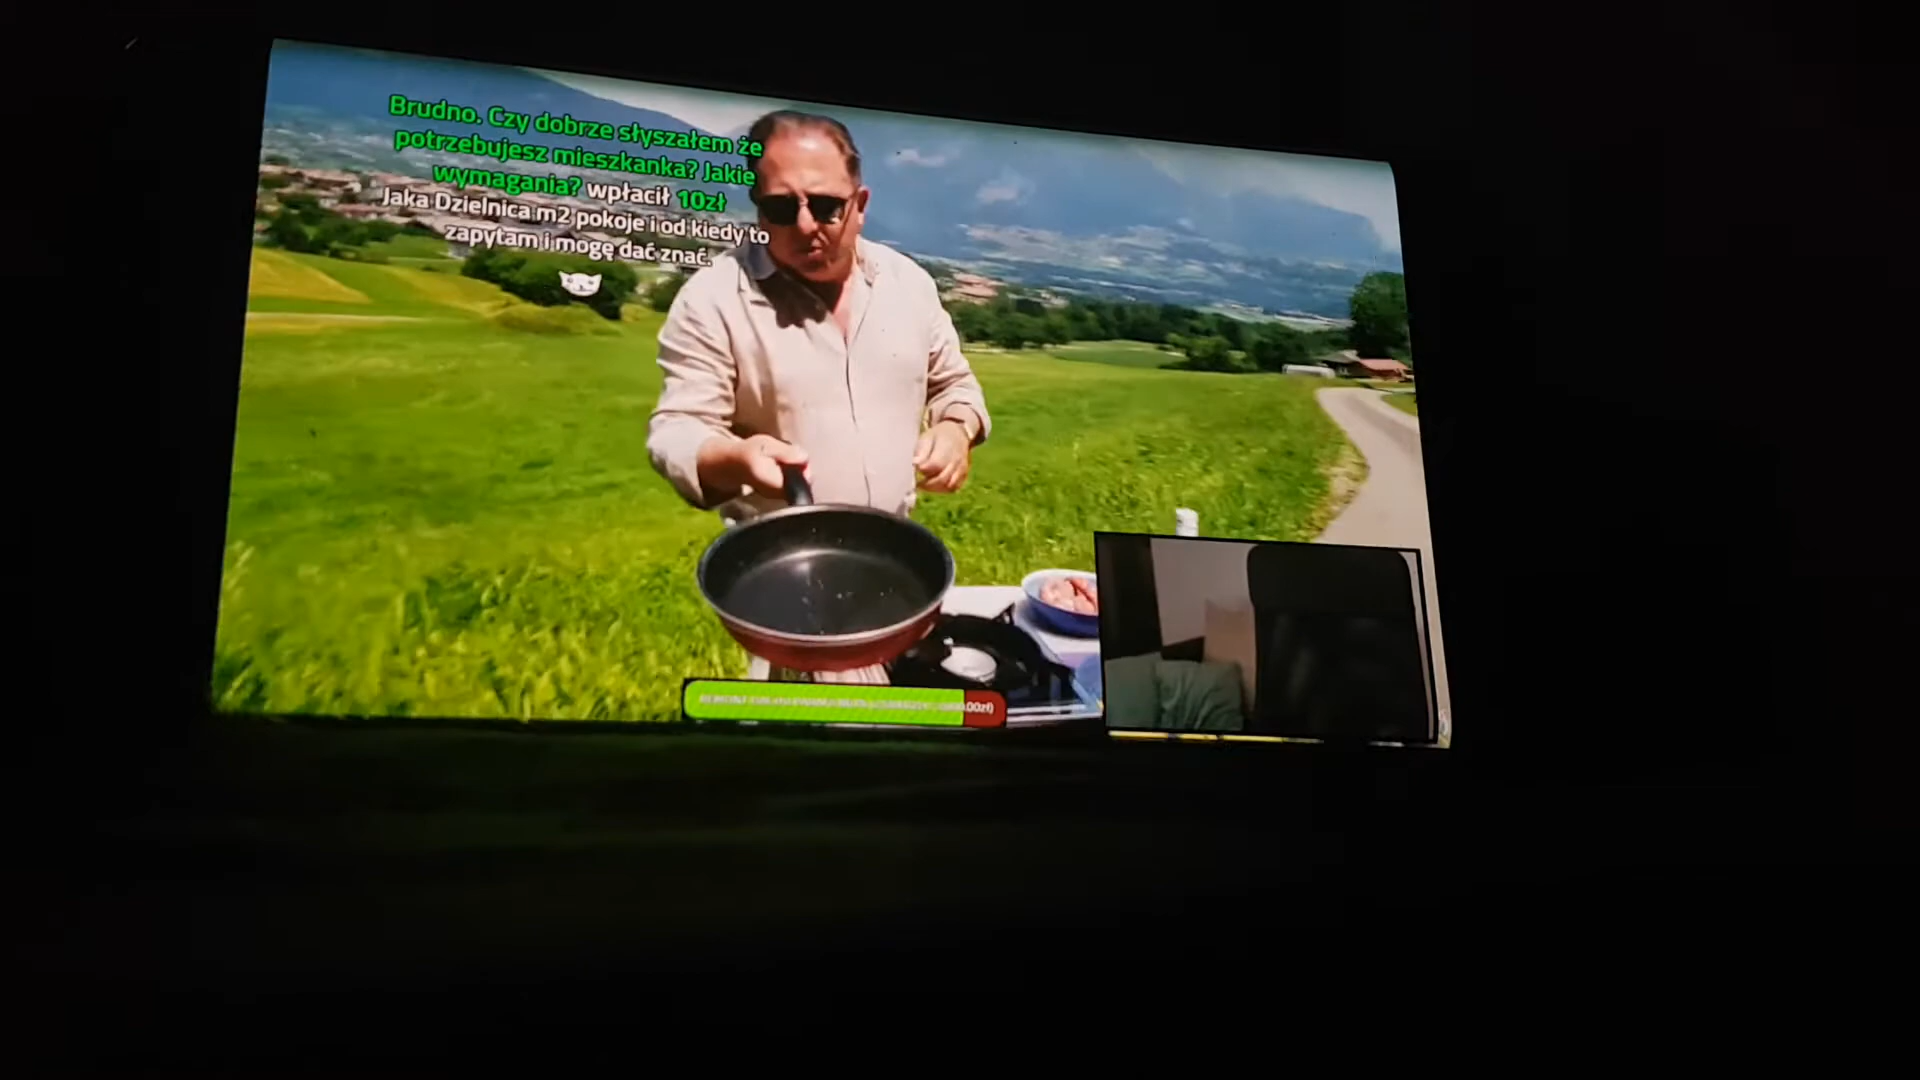 Brudno. Czy dobrze słyszałem że
potrzebujesz mieszkanka? Jakie
wymagania? wpłacił 10zł
Jaka Dzielnica m2 pokoje i od kiedy to
zapytam i mogę dać znać.
.00zł)